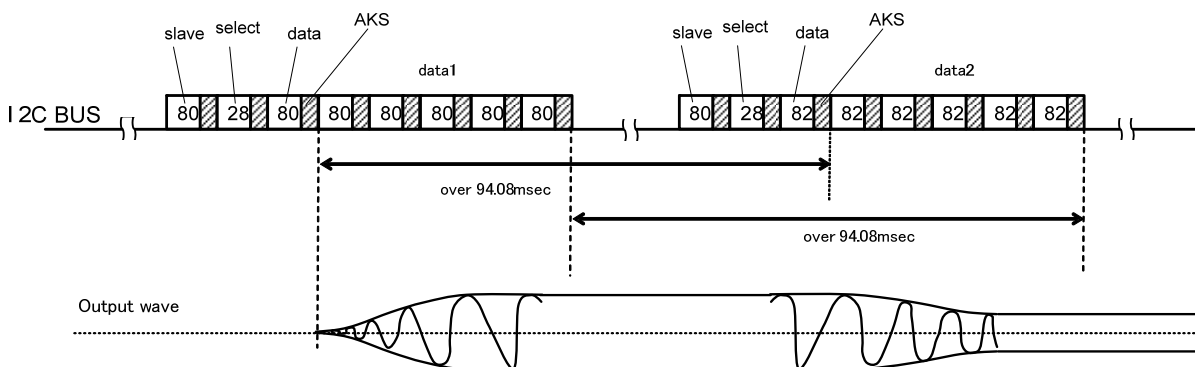 slave select data AKS
data1
slave select data AKS
data2
I2C BUS
80 28 80 80 80 80 80 80
80 28 82 82 82 82 82 82
over 94.08msec
over 94.08msec
Output wave